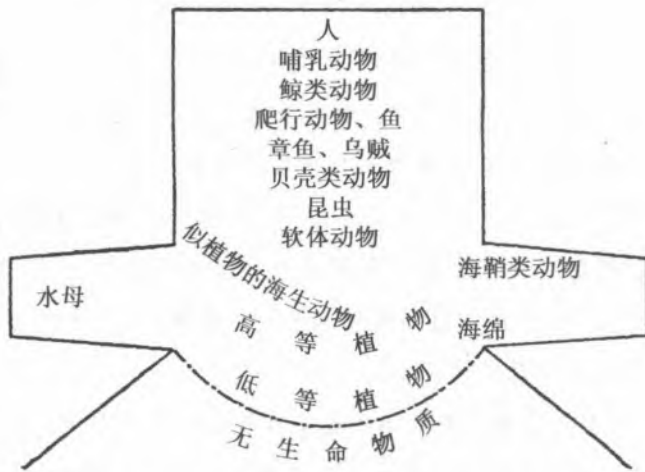 人
哺乳动物
鲸类动物
爬行动物、鱼
章鱼、乌贼
贝壳类动物
昆虫
软体动物
似植物的海生动物
海鞘类动物
水母
高等植物
海绵
低等植物
无生命物质